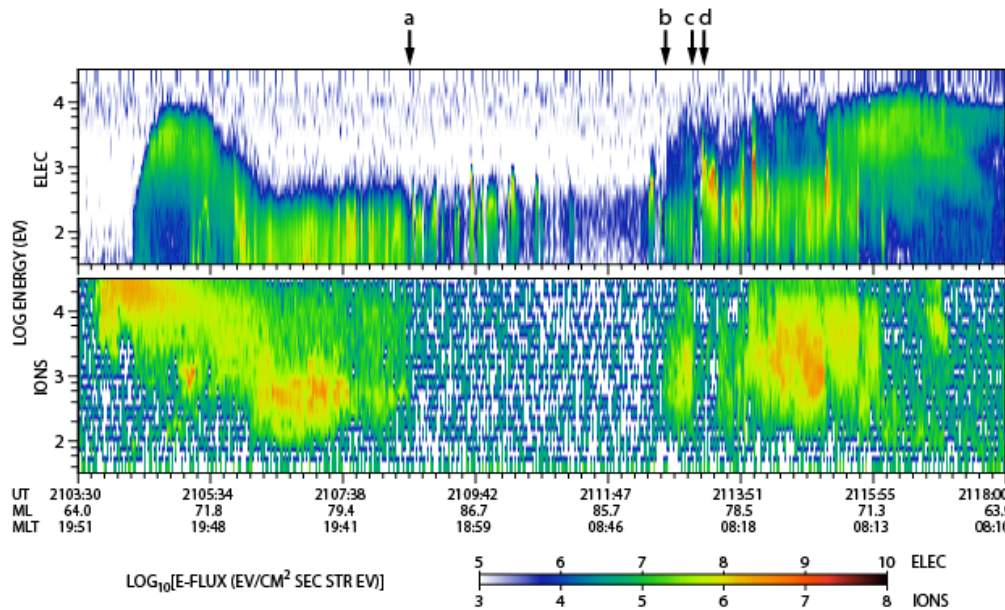 a b c d
4
3
2
ELEC
LOG ENERGY (EV)
4
3
2
IONS
UT 2103:30 2105:34 2107:38 2109:42 2111:47 2113:51 2115:55 2118:00
ML 64.0 71.8 79.4 86.7 85.7 78.5 71.3 63.9
MLT 19:51 19:48 19:41 18:59 08:46 08:18 08:13
LOG10[E-FLUX (EV/CM² SEC STR EV)]
5 6 7 8 9 10 ELEC
3 4 5 6 7 8 IONS